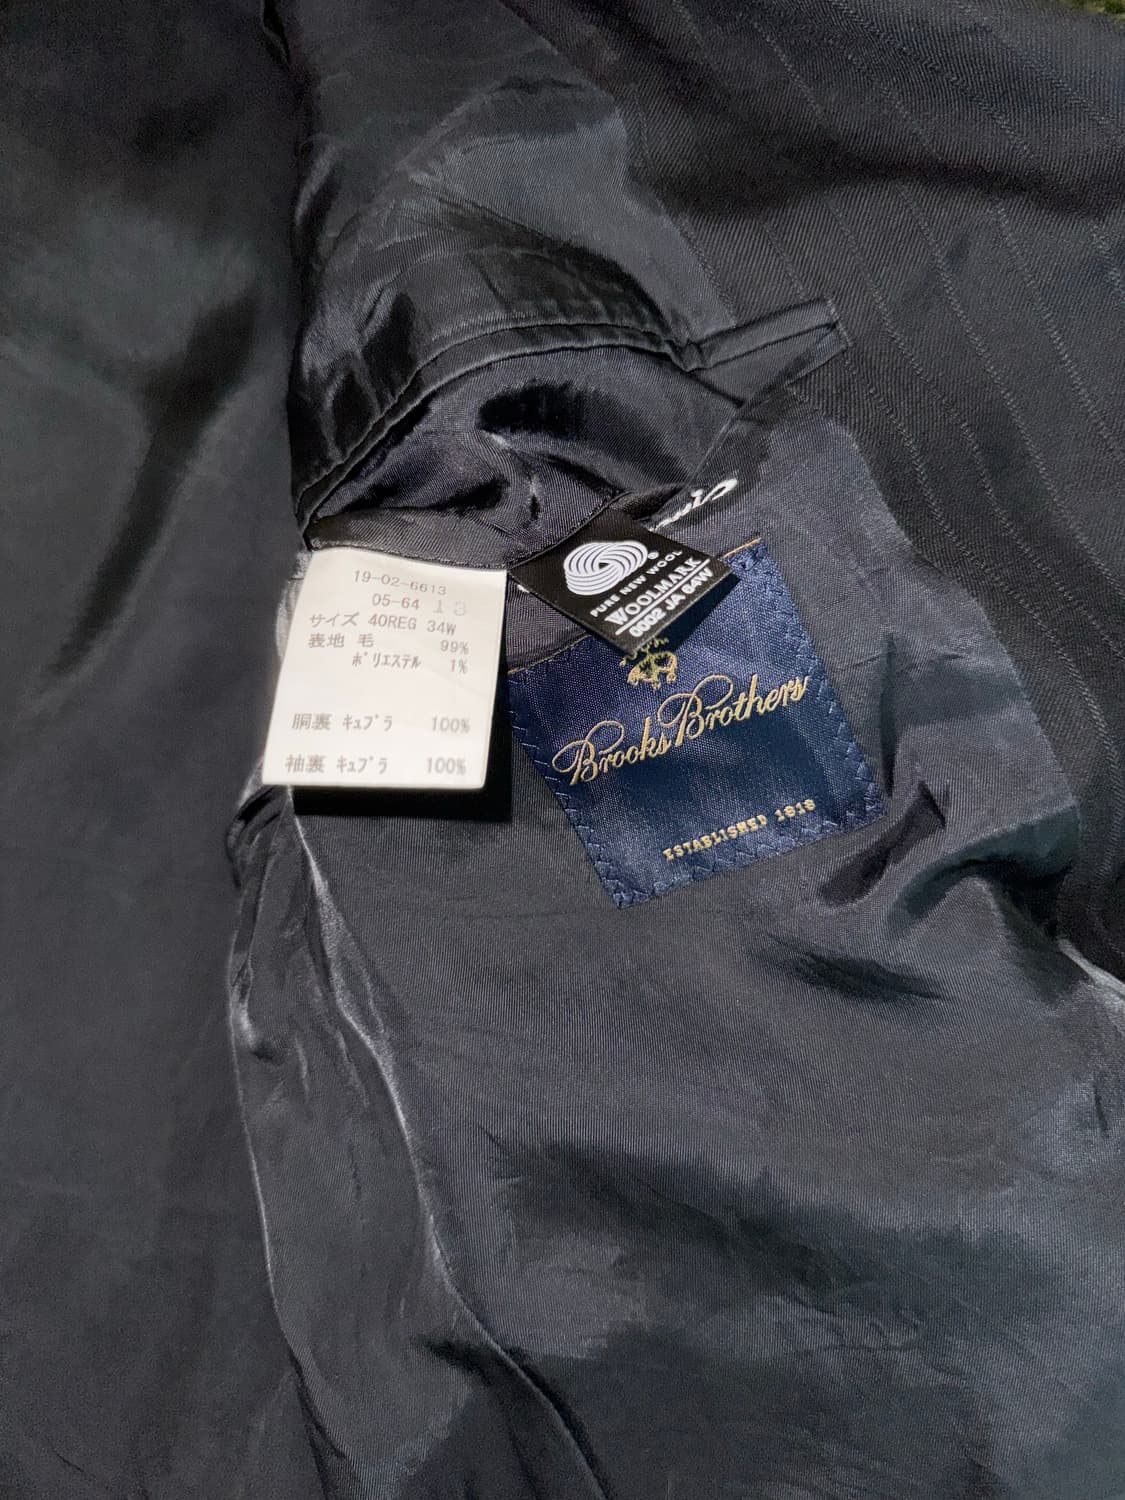 19-02-6613
05-64 13
サイズ 40REG 34W
表地 毛 99%
ポリエステル 1%
胴裏 キュプラ 100%
袖裏 キュプラ 100%
PURE NEW WOOL
WOOLMARK
0002 JA 64W1
Brooks Brothers
ESTABLISHED 1818